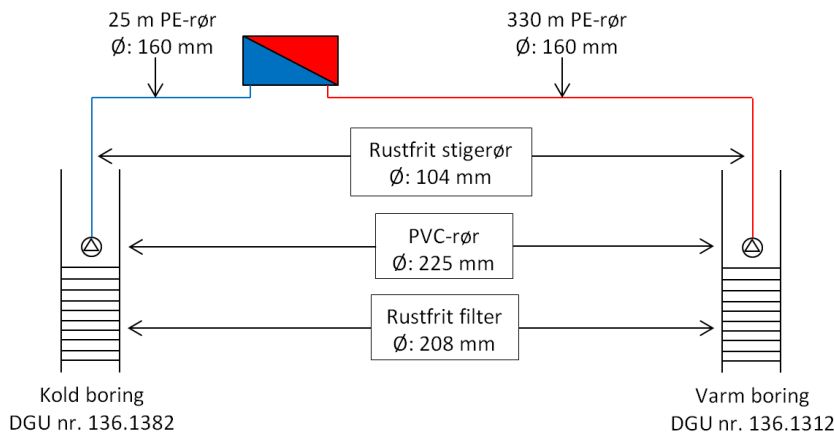 25 m PE-rør
Ø: 160 mm
330 m PE-rør
Ø: 160 mm
Rustfrit stigerør
Ø: 104 mm
PVC-rør
Ø: 225 mm
Rustfrit filter
Ø: 208 mm
Kold boring
DGU nr. 136.1382
Varm boring
DGU nr. 136.1312